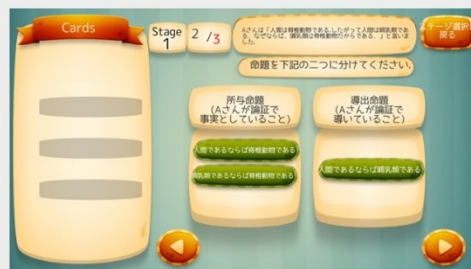 Cards
Stage
1
2 / 3
Aさんは「人間は脊椎動物である.したがって人間は哺乳類であ
る. なぜならば、哺乳類は脊椎動物だからである. 」と言いま
した.
ステージ選択に
戻る
命題を下記の二つに分けてください.
所与命題
(Aさんが論証で
事実としていること)
導出命題
(Aさんが論証で
導いていること)
人間であるならば脊椎動物である
哺乳類であるならば脊椎動物である
人間であるならば哺乳類である